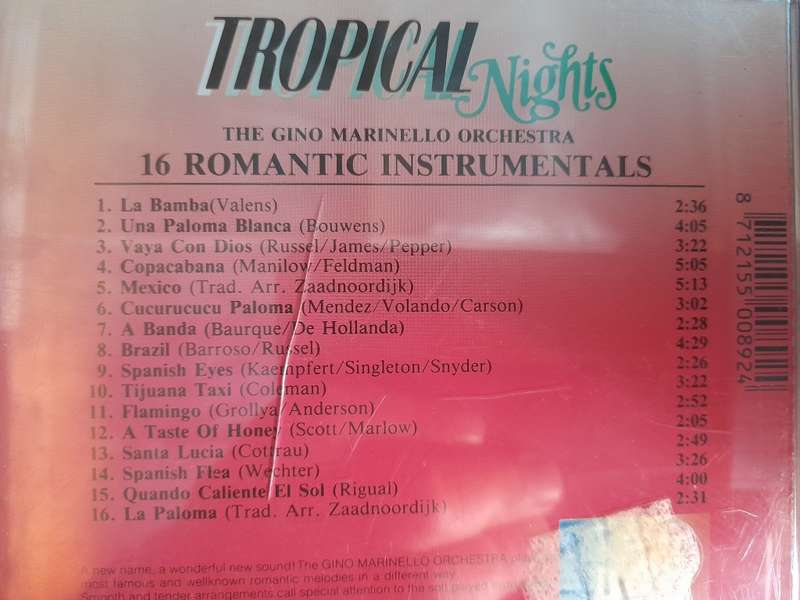 TROPICAL Nights
THE GINO MARINELLO ORCHESTRA
16 ROMANTIC INSTRUMENTALS
1. La Bamba(Valens) 2:36
2. Una Paloma Blanca (Bouwens) 4:05
3. Vaya Con Dios (Russel/James/Pepper) 3:22
4. Copacabana (Manilow/Feldman) 5:05
5. Mexico (Trad. Arr. Zaadnoordijk) 5:13
6. Cucurucucu Paloma (Mendez/Volando/Carson) 3:02
7. A Banda (Baurque/De Hollanda) 2:28
8. Brazil (Barroso/Russel) 4:29
9. Spanish Eyes (Kaempfert/Singleton/Snyder) 2:26
10. Tijuana Taxi (Coleman) 3:22
11. Flamingo (Grollya/Anderson) 2:52
12. A Taste Of Honey (Scott/Marlow) 2:05
13. Santa Lucia (Cottrau) 2:49
14. Spanish Flea (Wechter) 3:26
15. Quando Caliente El Sol (Rigual) 4:00
16. La Paloma (Trad. Arr. Zaadnoordijk) 2:31
8 712155 008924
A new name, a wonderful new sound! The GINO MARINELLO ORCHESTRA
most famous and wellknown romantic melodies in a different way.
Smooth and tender arrangements call special attention to the soft played